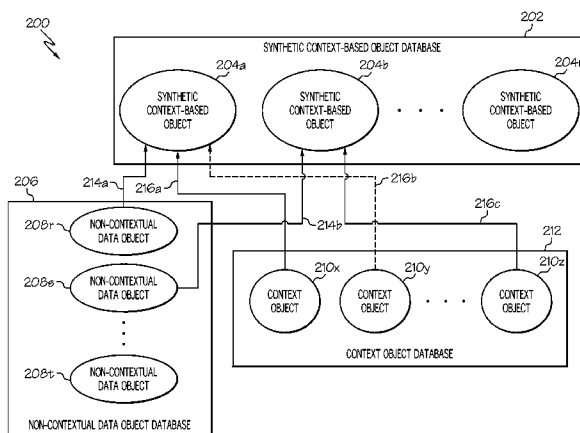 200
202
SYNTHETIC CONTEXT-BASED OBJECT DATABASE
204a
204b
SYNTHETIC
CONTEXT-BASED
OBJECT
SYNTHETIC
CONTEXT-BASED
OBJECT
SYNTHETIC
CONTEXT-BASED
OBJECT
206
214a
216a
216b
214b
216c
208r
NON-CONTEXTUAL
DATA OBJECT
208s
NON-CONTEXTUAL
DATA OBJECT
208t
NON-CONTEXTUAL
DATA OBJECT
NON-CONTEXTUAL DATA OBJECT DATABASE
212
210x
210y
210z
CONTEXT
OBJECT
CONTEXT
OBJECT
CONTEXT
OBJECT
CONTEXT OBJECT DATABASE